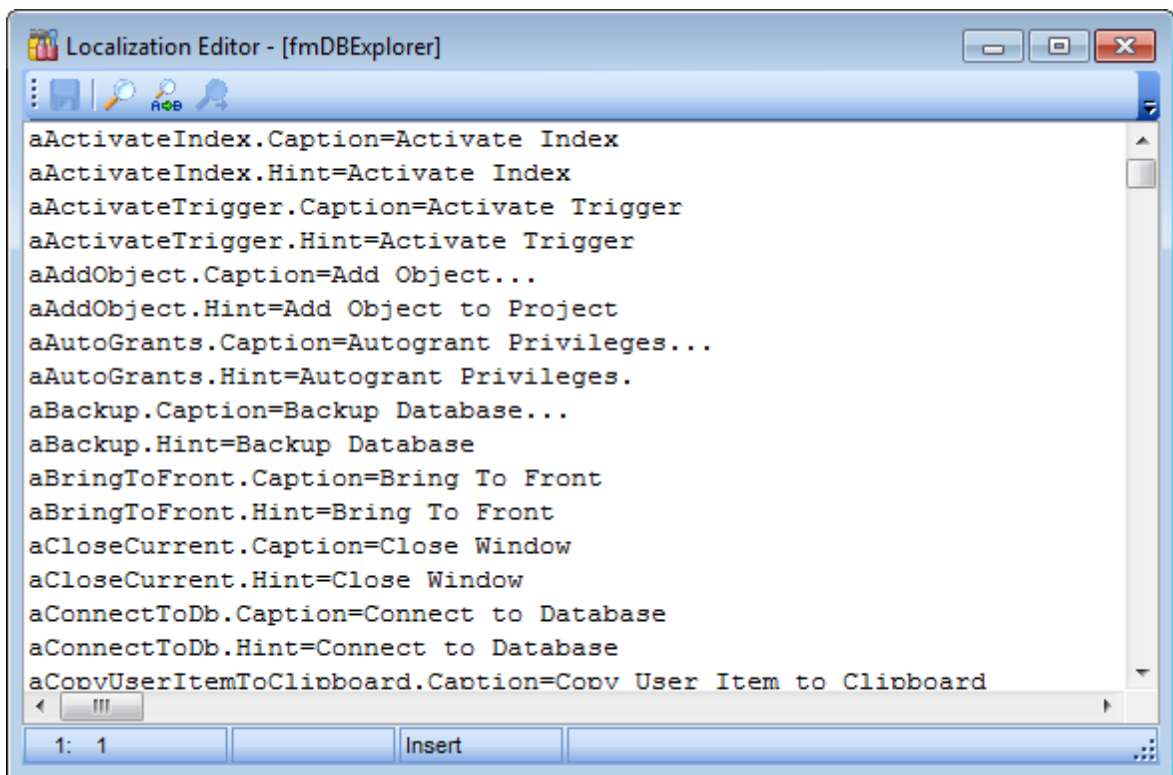 Localization Editor - [fmDBExplorer]
A B
aActivateIndex.Caption=Activate Index
aActivateIndex.Hint=Activate Index
aActivateTrigger.Caption=Activate Trigger
aActivateTrigger.Hint=Activate Trigger
aAddObject.Caption=Add Object...
aAddObject.Hint=Add Object to Project
aAutoGrants.Caption=Autogrant Privileges...
aAutoGrants.Hint=Autogrant Privileges.
aBackup.Caption=Backup Database...
aBackup.Hint=Backup Database
aBringToFront.Caption=Bring To Front
aBringToFront.Hint=Bring To Front
aCloseCurrent.Caption=Close Window
aCloseCurrent.Hint=Close Window
aConnectToDb.Caption=Connect to Database
aConnectToDb.Hint=Connect to Database
aCopyUserItemToClipboard.Caption=Copy User Item to Clipboard
1: 1 Insert